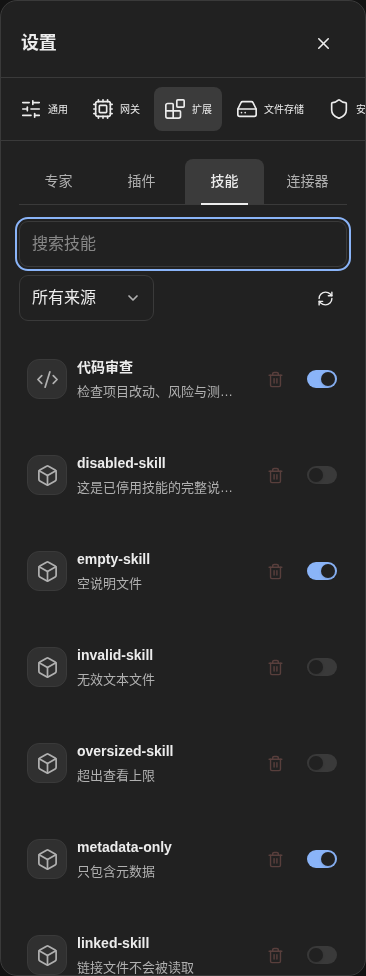 设置
通用
网关
扩展
文件存储
专家
插件
技能
连接器
搜索技能
所有来源
代码审查
检查项目改动、风险与测…
disabled-skill
这是已停用技能的完整说…
empty-skill
空说明文件
invalid-skill
无效文本文件
oversized-skill
超出查看上限
metadata-only
只包含元数据
linked-skill
链接文件不会被读取